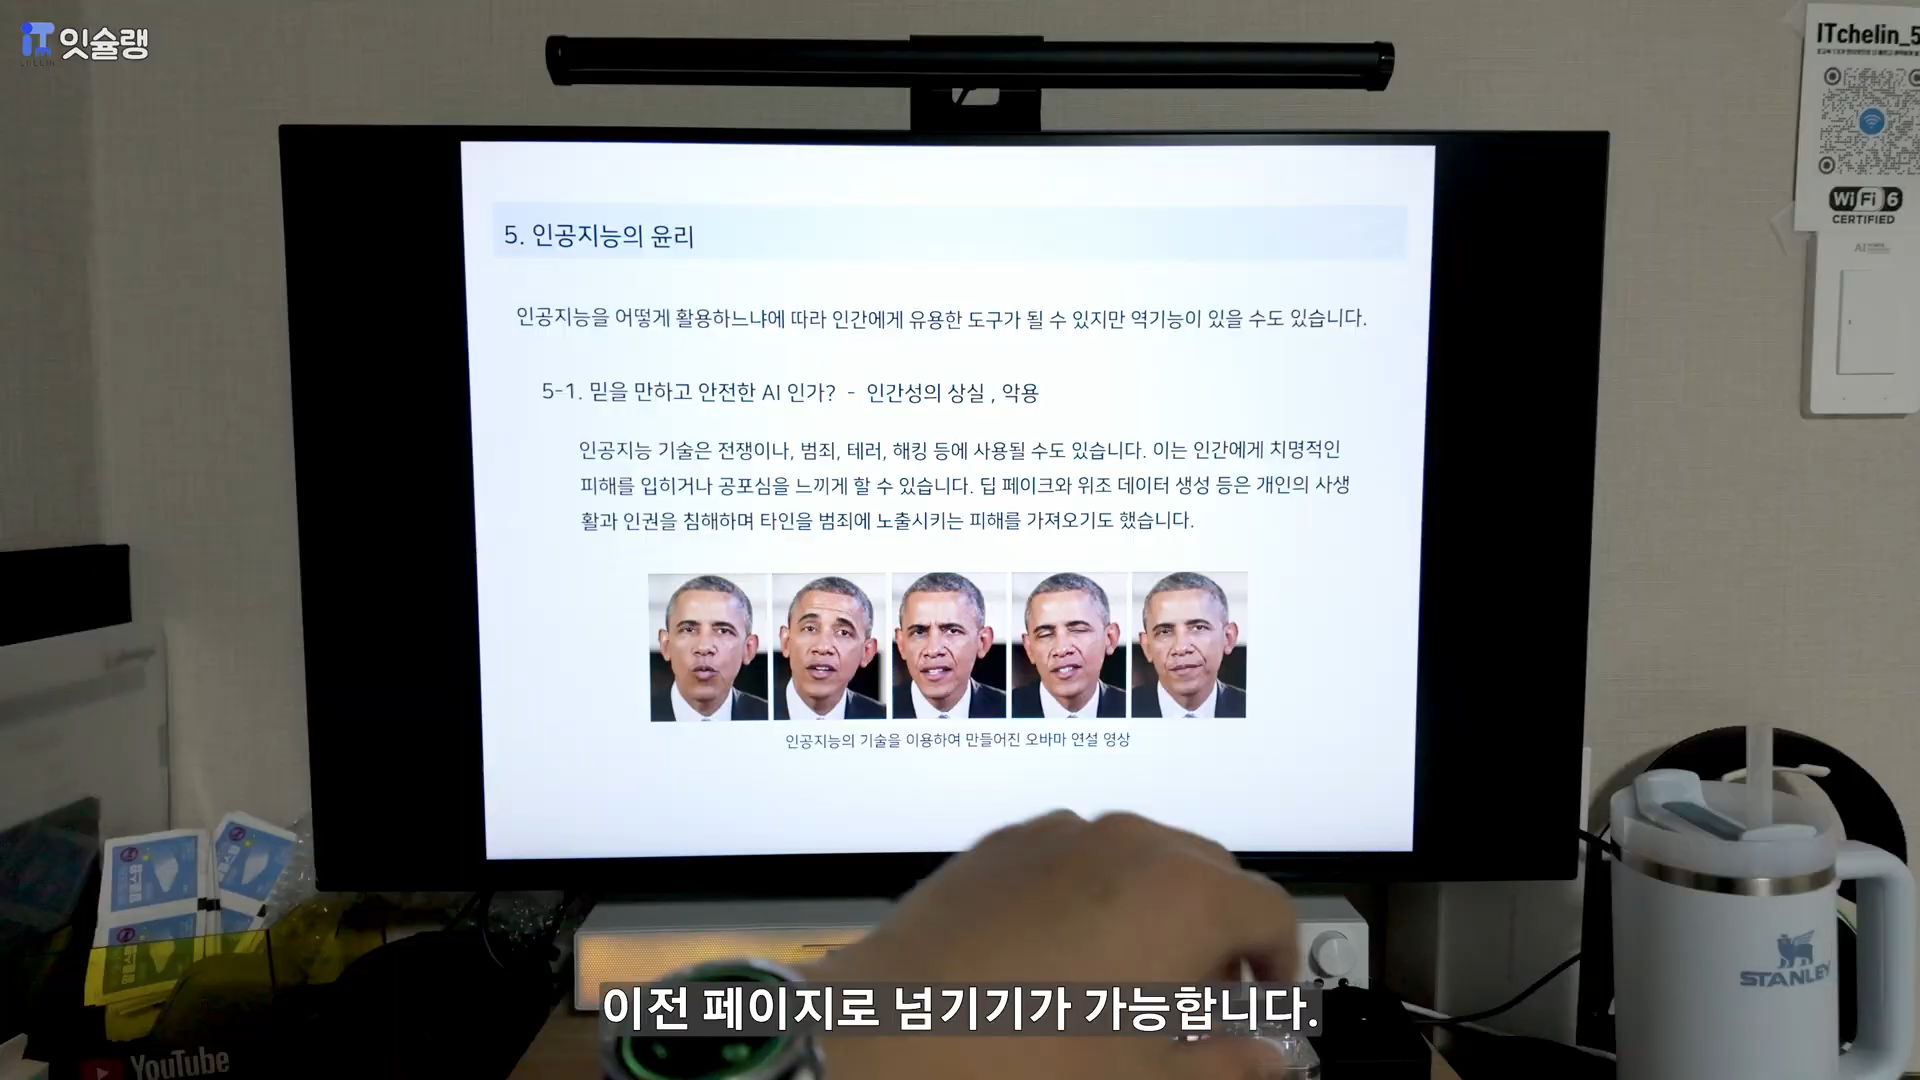 iT 잇슐랭
ITchelin_5
Wi Fi 6
CERTIFIED
AI
5. 인공지능의 윤리
인공지능을 어떻게 활용하느냐에 따라 인간에게 유용한 도구가 될 수 있지만 역기능이 있을 수도 있습니다.
5-1. 믿을 만하고 안전한 AI 인가? - 인간성의 상실 , 악용
인공지능 기술은 전쟁이나, 범죄, 테러, 해킹 등에 사용될 수도 있습니다. 이는 인간에게 치명적인
피해를 입히거나 공포심을 느끼게 할 수 있습니다. 딥 페이크와 위조 데이터 생성 등은 개인의 사생
활과 인권을 침해하며 타인을 범죄에 노출시키는 피해를 가져오기도 했습니다.
인공지능의 기술을 이용하여 만들어진 오바마 연설 영상
STANLEY
이전 페이지로 넘기기가 가능합니다.
YouTube